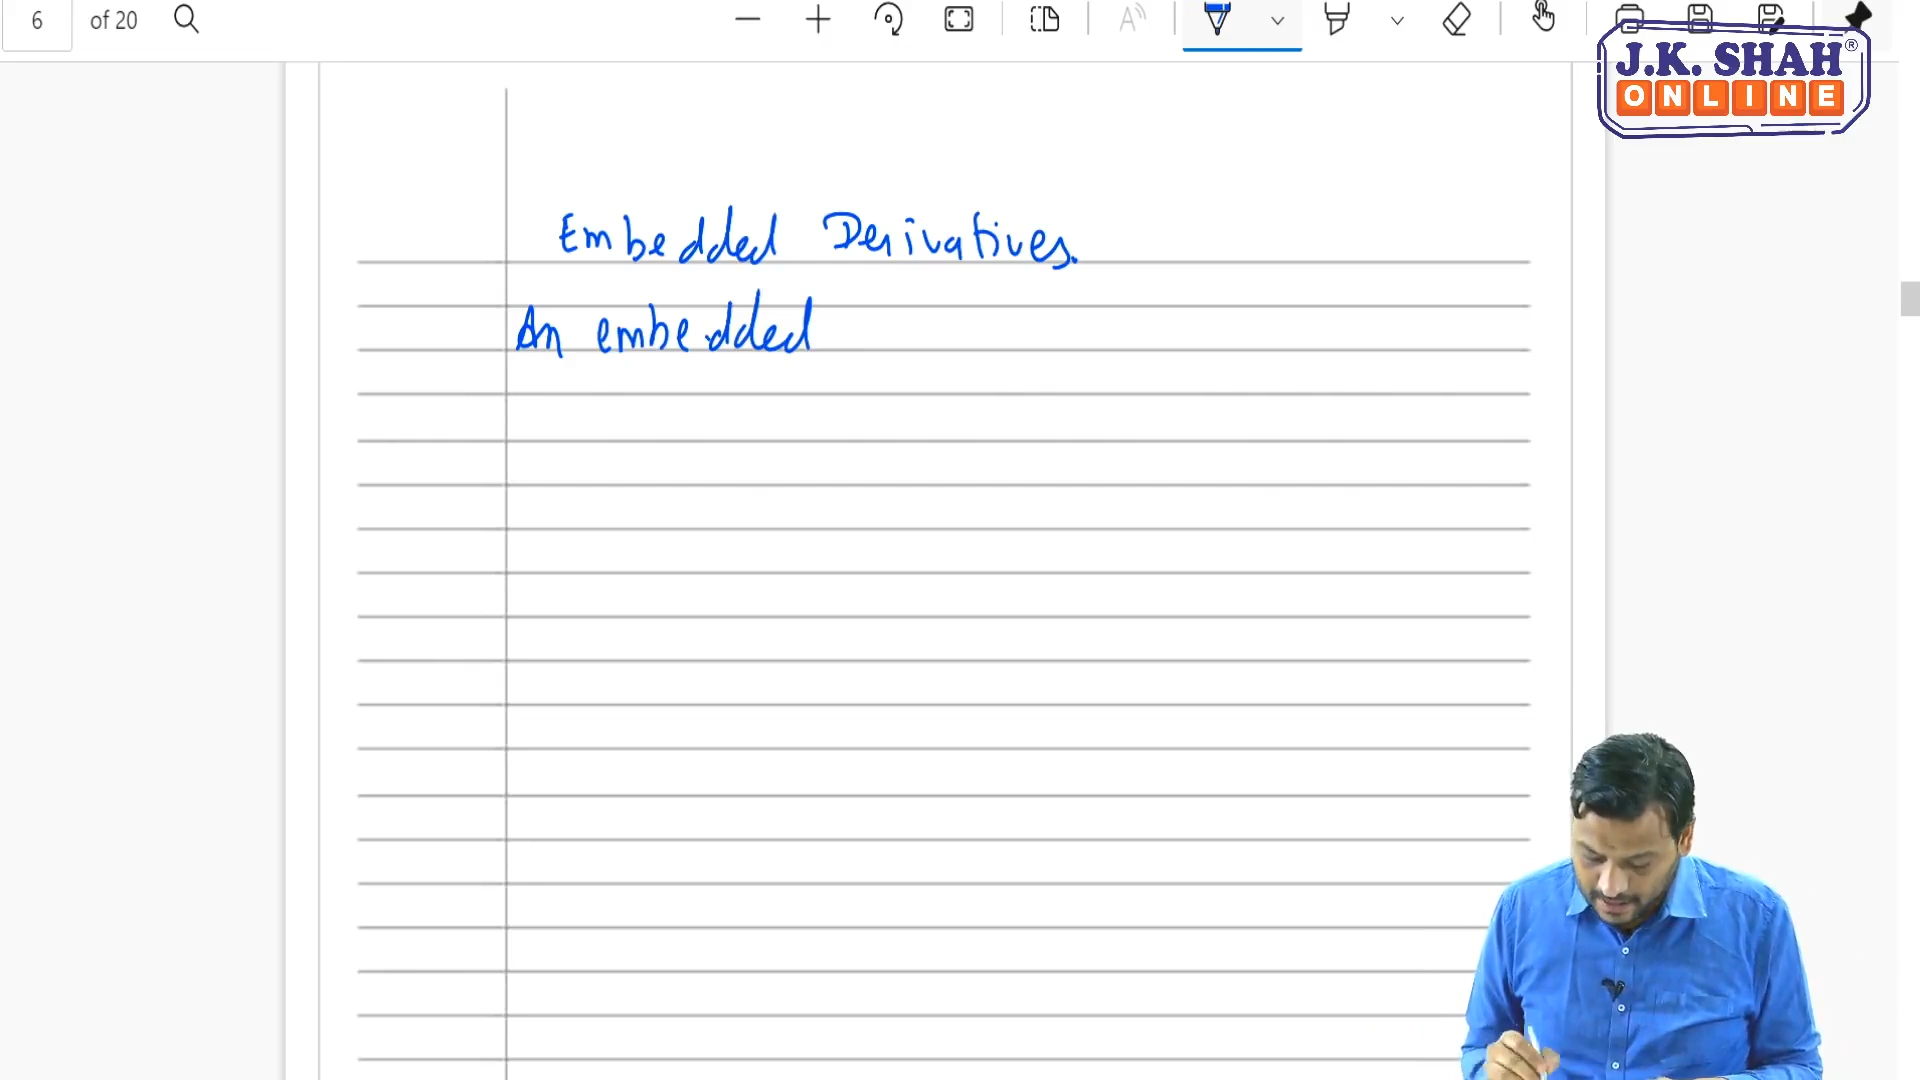 6 of 20
J.K. SHAH®
ONLINE
Embedded Derivatives.
An embedded